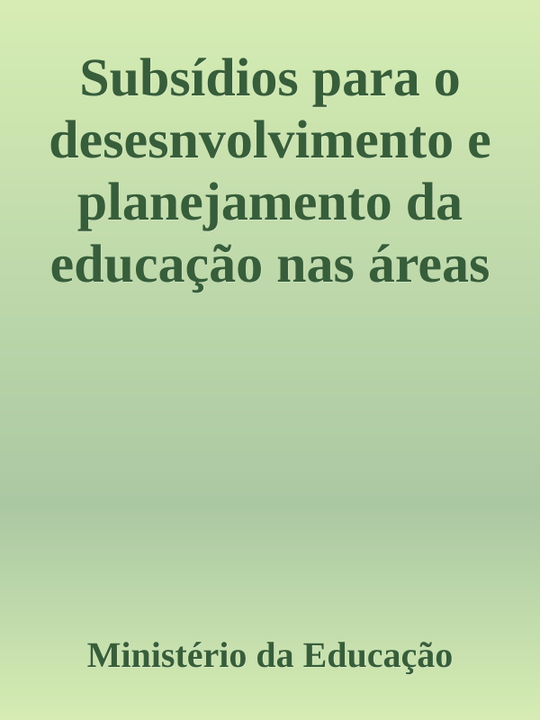 Subsídios para o
desesnvolvimento e
planejamento da
educação nas áreas
Ministério da Educação